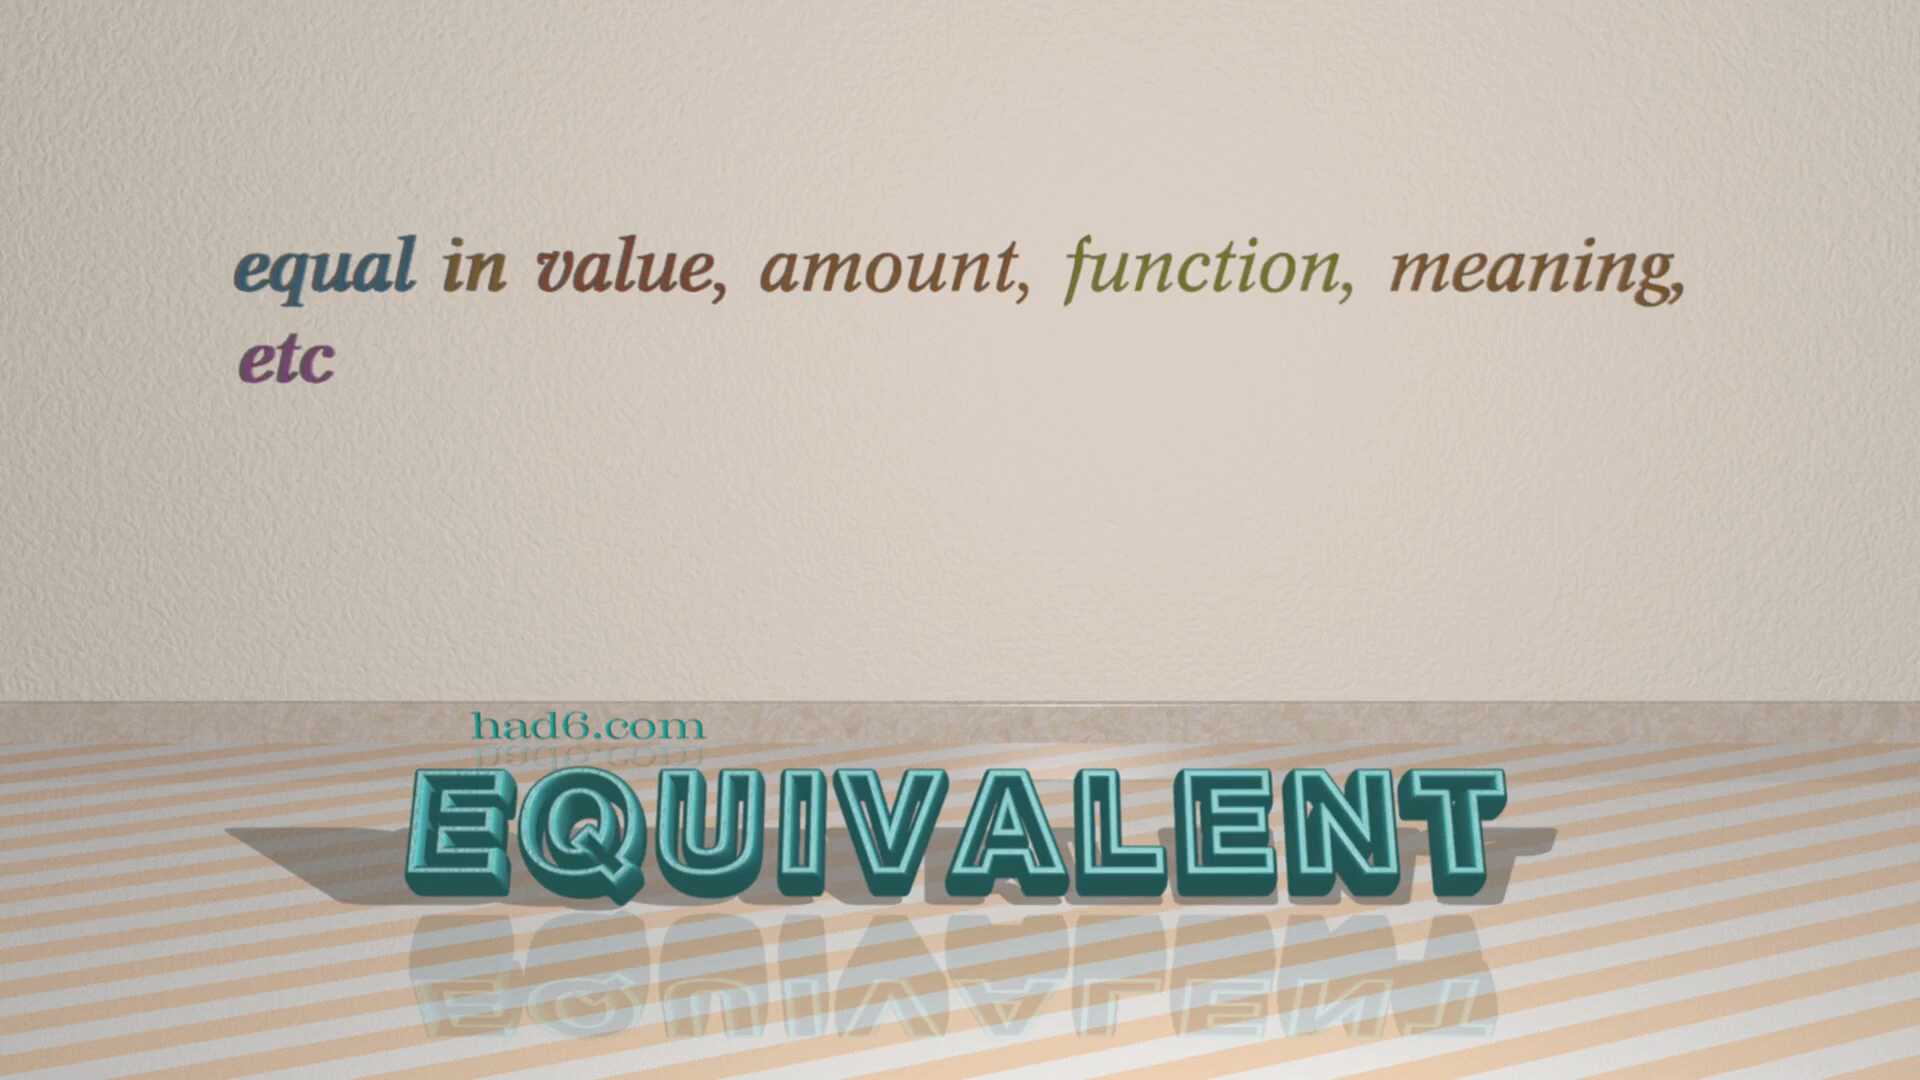 equal in value, amount, function, meaning,
etc
had6.com
EQUIVALENT